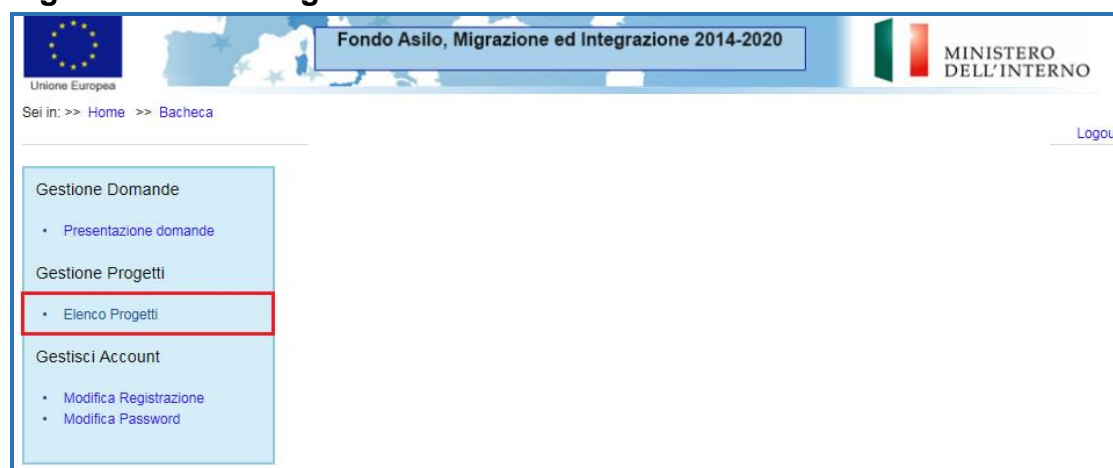 Fondo Asilo, Migrazione ed Integrazione 2014-2020
MINISTERO
DELL'INTERNO
Unione Europea
Sei in: >> Home >> Bacheca
Gestione Domande
• Presentazione domande
Gestione Progetti
• Elenco Progetti
Gestisci Account
• Modifica Registrazione
• Modifica Password